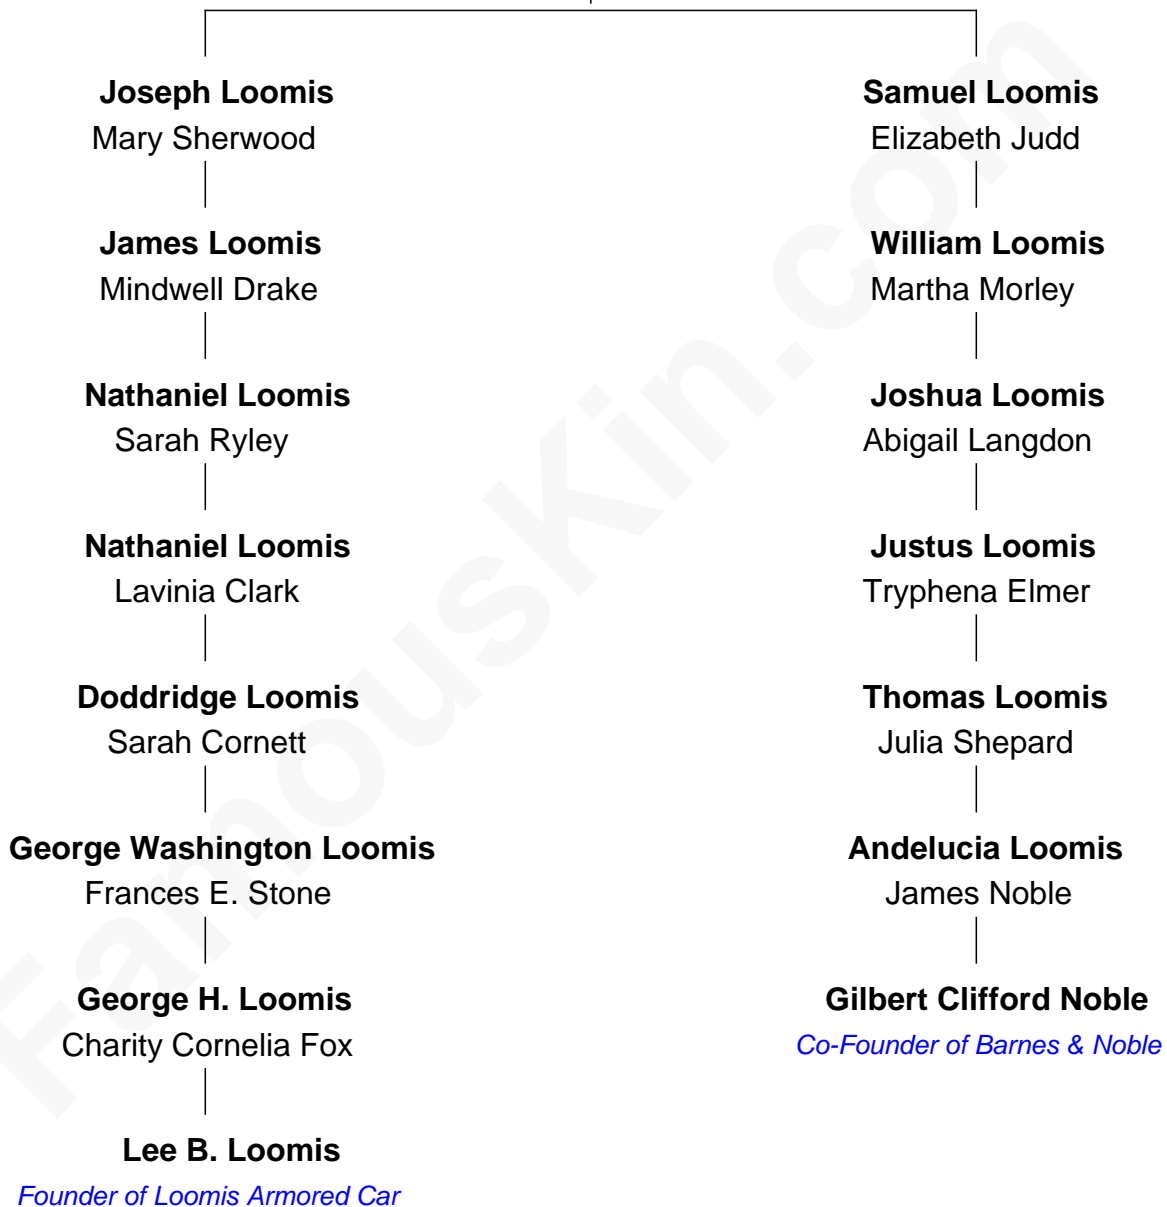 Joseph Loomis
Mary Sherwood
James Loomis
Mindwell Drake
Nathaniel Loomis
Sarah Ryley
Nathaniel Loomis
Lavinia Clark
Doddridge Loomis
Sarah Cornett
George Washington Loomis
Frances E. Stone
George H. Loomis
Charity Cornelia Fox
Lee B. Loomis
Founder of Loomis Armored Car
Samuel Loomis
Elizabeth Judd
William Loomis
Martha Morley
Joshua Loomis
Abigail Langdon
Justus Loomis
Tryphena Elmer
Thomas Loomis
Julia Shepard
Andelucia Loomis
James Noble
Gilbert Clifford Noble
Co-Founder of Barnes & Noble
FamousKin.com